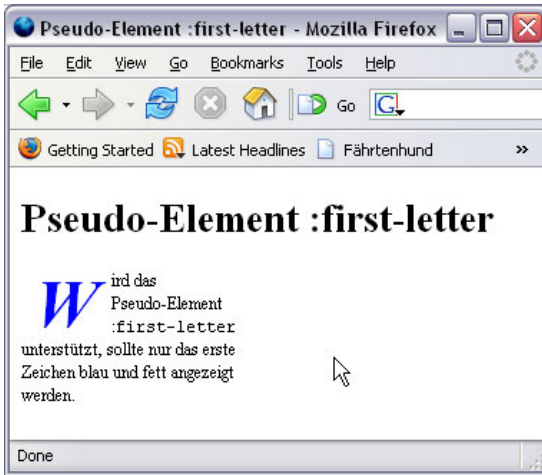 Pseudo-Element :first-letter - Mozilla Firefox
File Edit View Go Bookmarks Tools Help
Go G
Getting Started Latest Headlines Fährtenhund »
Pseudo-Element :first-letter
Wird das
Pseudo-Element
:first-letter
unterstützt, sollte nur das erste
Zeichen blau und fett angezeigt
werden.
Done